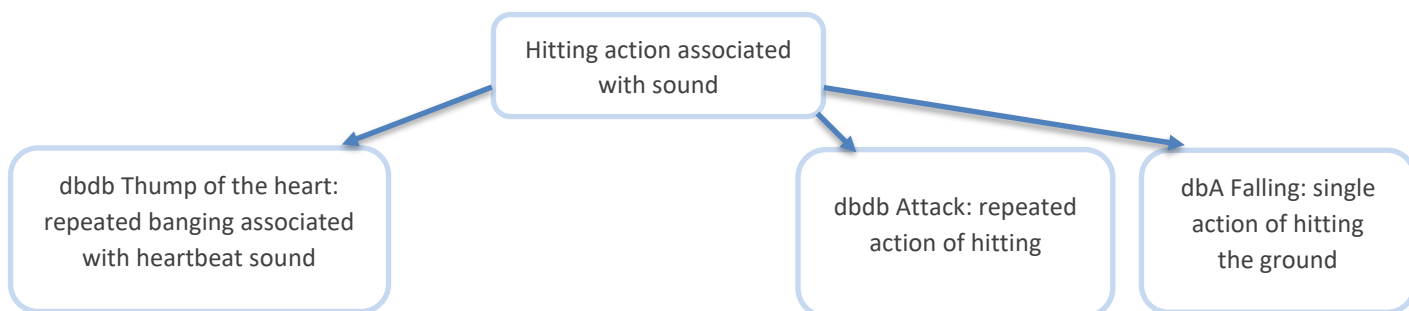 Hitting action associated
with sound
dbdb Thump of the heart:
repeated banging associated
with heartbeat sound
dbdb Attack: repeated
action of hitting
dbA Falling: single
action of hitting
the ground